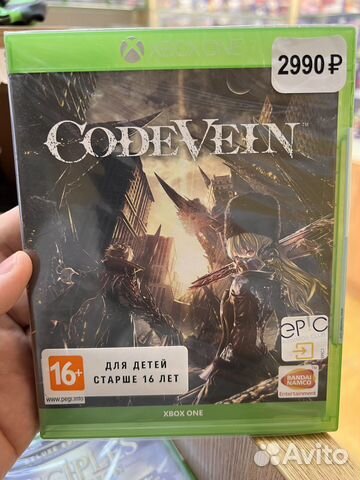 XBOX ONE
2990 ₽
CODE VEIN
epic
16+
ДЛЯ ДЕТЕЙ
СТАРШЕ 16 ЛЕТ
www.pegi.info
BANDAI
NAMCO
Entertainment
XBOX ONE
Avito